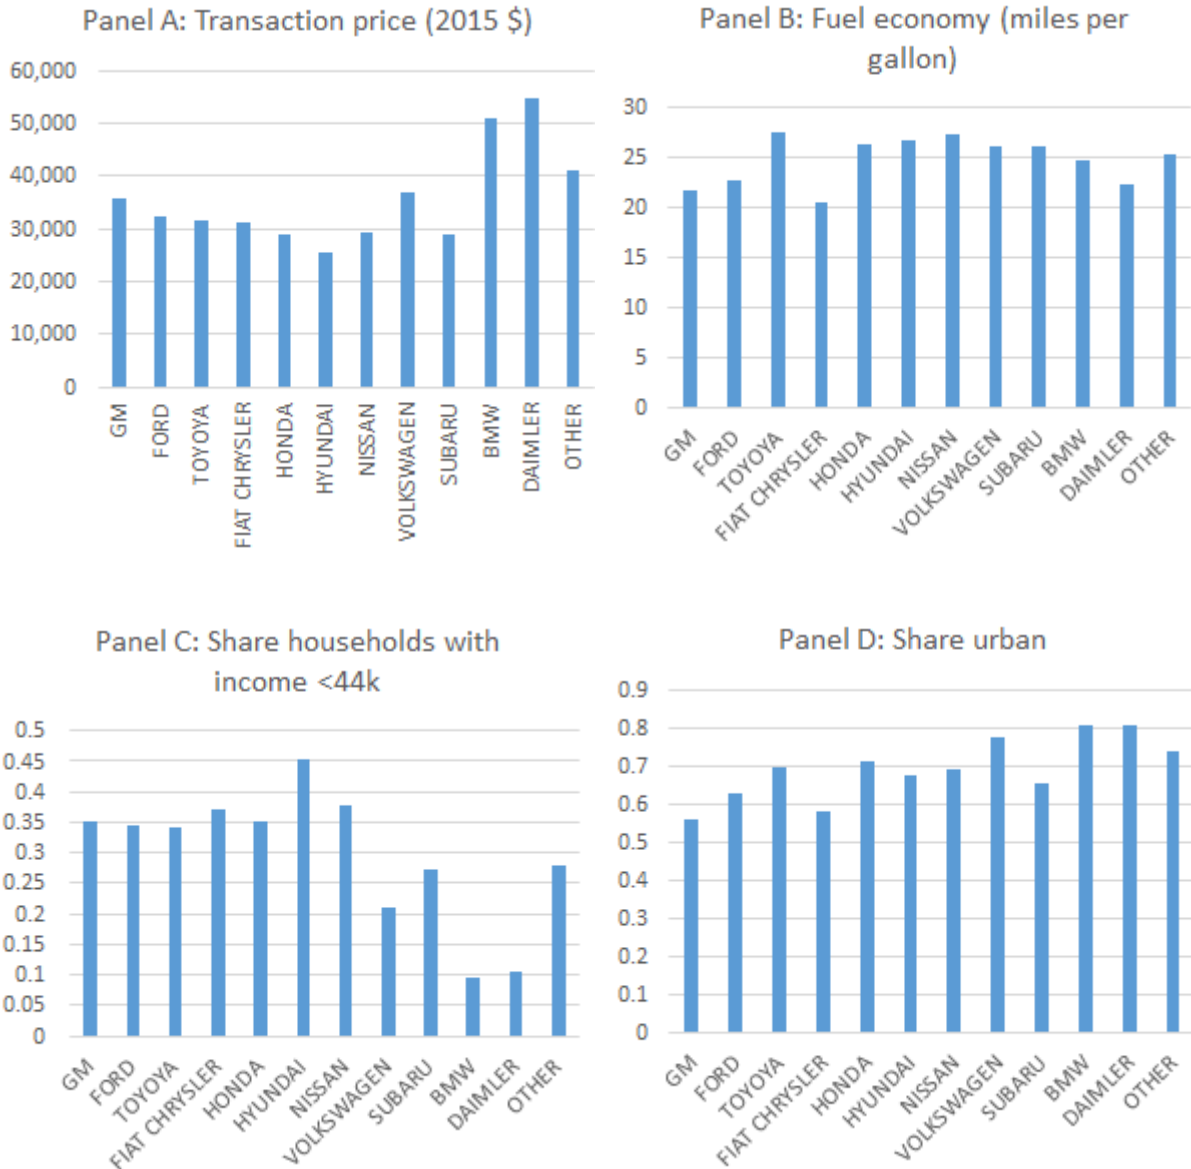 Panel A: Transaction price (2015 $)
60,000
50,000
40,000
30,000
20,000
10,000
0
GM
FORD
TOYOYA
FIAT CHRYSLER
HONDA
HYUNDAI
NISSAN
VOLKSWAGEN
SUBARU
BMW
DAIMLER
OTHER
Panel B: Fuel economy (miles per
gallon)
30
25
20
15
10
5
0
GM
FORD
TOYOYA
FIAT CHRYSLER
HONDA
HYUNDAI
NISSAN
VOLKSWAGEN
SUBARU
BMW
DAIMLER
OTHER
Panel C: Share households with
income <44k
0.5
0.45
0.4
0.35
0.3
0.25
0.2
0.15
0.1
0.05
0
GM
FORD
TOYOYA
FIAT CHRYSLER
HONDA
HYUNDAI
NISSAN
VOLKSWAGEN
SUBARU
BMW
DAIMLER
OTHER
Panel D: Share urban
0.9
0.8
0.7
0.6
0.5
0.4
0.3
0.2
0.1
0
GM
FORD
TOYOYA
FIAT CHRYSLER
HONDA
HYUNDAI
NISSAN
VOLKSWAGEN
SUBARU
BMW
DAIMLER
OTHER